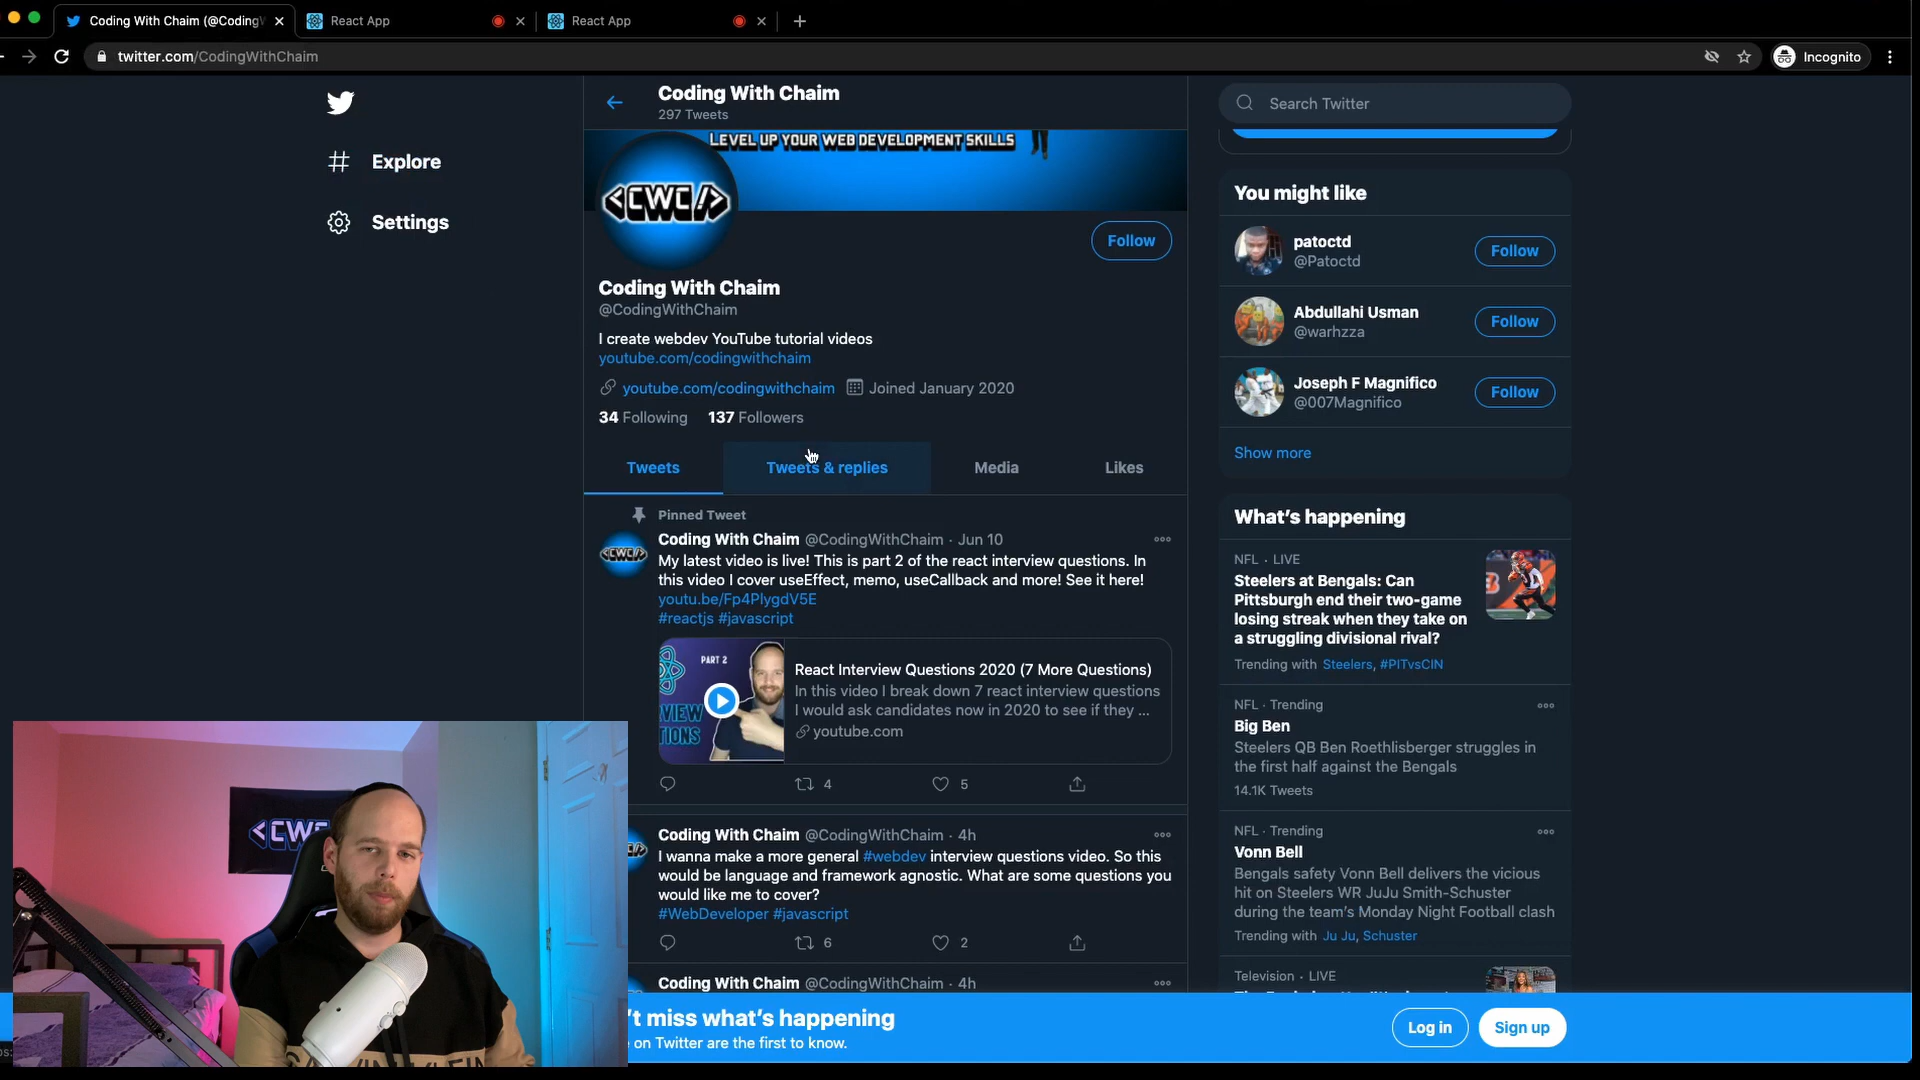 Coding With Chaim (@Coding
React App
React App
twitter.com/CodingWithChaim
Incognito
Explore
Settings
Coding With Chaim
297 Tweets
LEVEL UP YOUR WEB DEVELOPMENT SKILLS
<CWC/>
Follow
Coding With Chaim
@CodingWithChaim
I create webdev YouTube tutorial videos
youtube.com/codingwithchaim
youtube.com/codingwithchaim
Joined January 2020
34 Following 137 Followers
Tweets
Tweets & replies
Media
Likes
Pinned Tweet
Coding With Chaim @CodingWithChaim · Jun 10
<CWC/>
My latest video is live! This is part 2 of the react interview questions. In
this video I cover useEffect, memo, useCallback and more! See it here!
youtu.be/Fp4PlygdV5E
#reactjs #javascript
PART 2
React Interview Questions 2020 (7 More Questions)
In this video I break down 7 react interview questions
I would ask candidates now in 2020 to see if they ...
youtube.com
4
5
Coding With Chaim @CodingWithChaim · 4h
I wanna make a more general #webdev interview questions video. So this
would be language and framework agnostic. What are some questions you
would like me to cover?
#WebDeveloper #javascript
6
2
Coding With Chaim @CodingWithChaim · 4h
't miss what's happening
on Twitter are the first to know.
Log in
Sign up
Search Twitter
You might like
patoctd
@Patoctd
Follow
Abdullahi Usman
@warhzza
Follow
Joseph F Magnifico
@007Magnifico
Follow
Show more
What's happening
NFL · LIVE
Steelers at Bengals: Can
Pittsburgh end their two-game
losing streak when they take on
a struggling divisional rival?
Trending with Steelers, #PITvsCIN
NFL · Trending
Big Ben
Steelers QB Ben Roethlisberger struggles in
the first half against the Bengals
14.1K Tweets
NFL · Trending
Vonn Bell
Bengals safety Vonn Bell delivers the vicious
hit on Steelers WR JuJu Smith-Schuster
during the team's Monday Night Football clash
Trending with Ju Ju, Schuster
Television · LIVE
<CWC